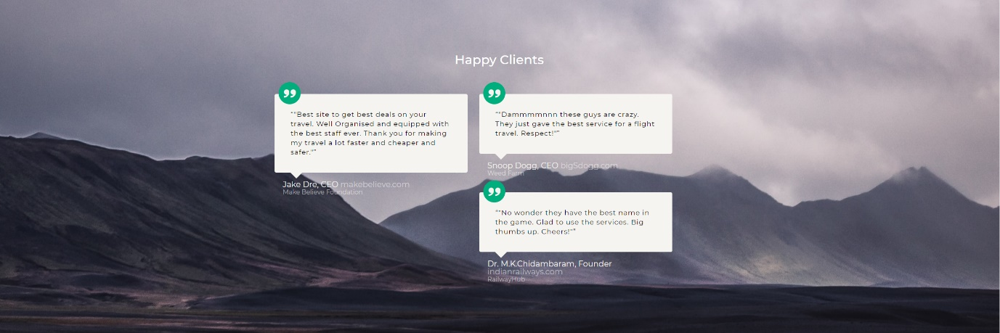 Happy Clients
”
““Best site to get best deals on your
travel. Well Organised and equipped with
the best staff ever. Thank you for making
my travel a lot faster and cheaper and
safer.””
Jake Dre, CEO makebelieve.com
Make Believe Foundation
”
““Dammmmnnn these guys are crazy.
They just gave the best service for a flight
travel. Respect!””
Snoop Dogg, CEO bigSdogg.com
Weed Farm
”
““No wonder they have the best name in
the game. Glad to use the services. Big
thumbs up. Cheers!””
Dr. M.K.Chidambaram, Founder
indianrailways.com
RailwayHub